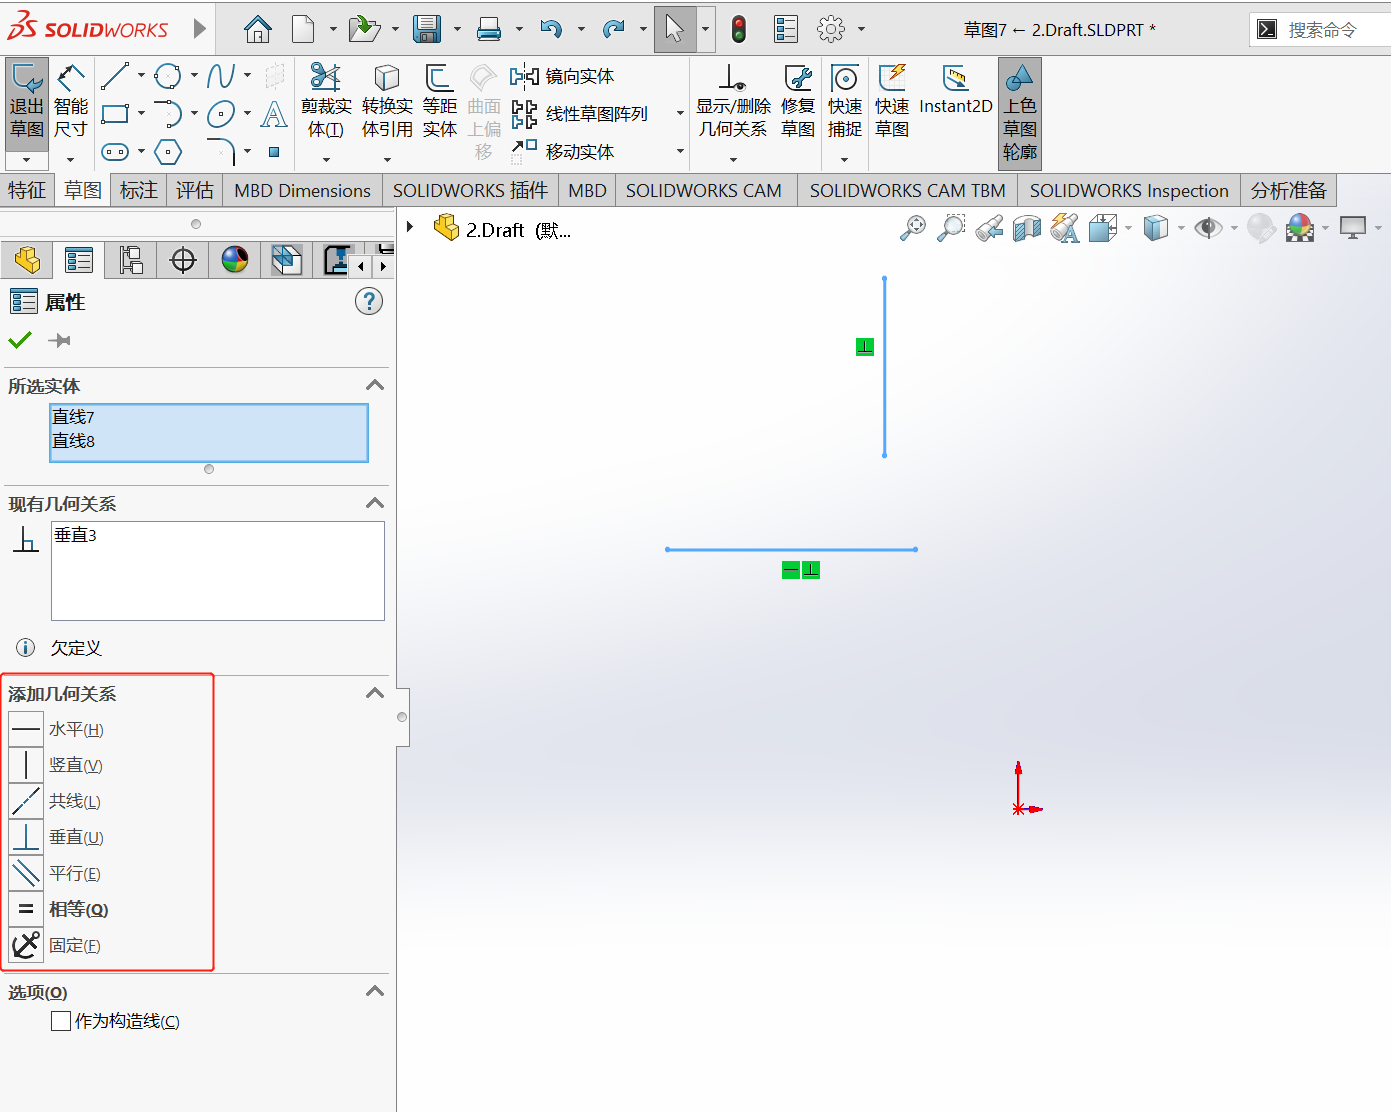 SOLIDWORKS
草图7 ← 2.Draft.SLDPRT *
搜索命令
退出草图
智能尺寸
剪裁实体(T)
转换实体引用
等距实体
曲面上偏移
镜向实体
线性草图阵列
移动实体
显示/删除几何关系
修复草图
快速捕捉
快速草图
Instant2D
上色草图轮廓
特征
草图
标注
评估
MBD Dimensions
SOLIDWORKS 插件
MBD
SOLIDWORKS CAM
SOLIDWORKS CAM TBM
SOLIDWORKS Inspection
分析准备
2.Draft (默...
属性
所选实体
直线7
直线8
现有几何关系
垂直3
欠定义
添加几何关系
水平(H)
竖直(V)
共线(L)
垂直(U)
平行(E)
相等(Q)
固定(F)
选项(O)
作为构造线(C)